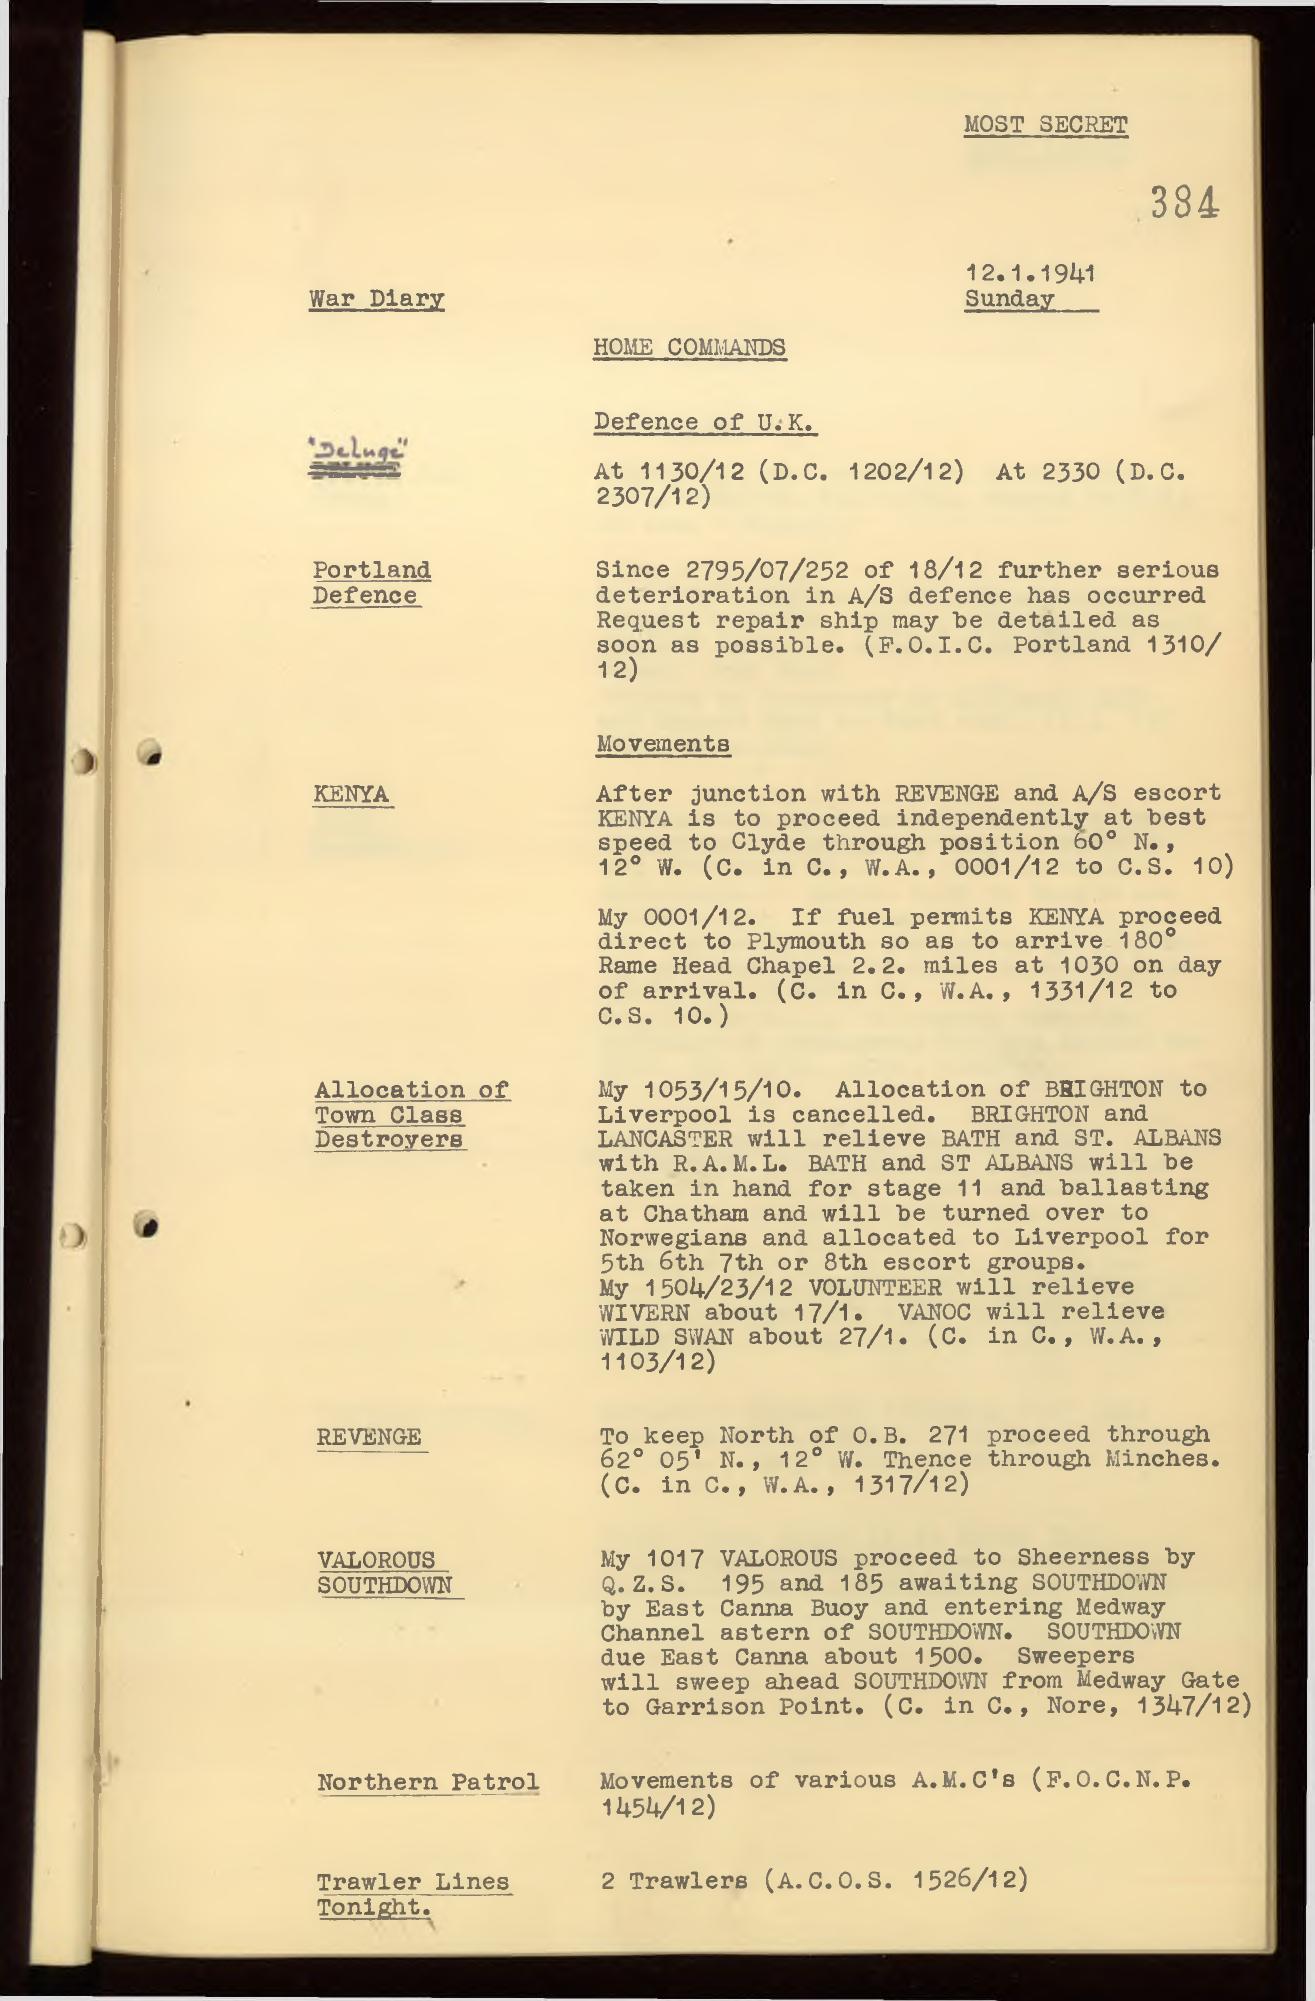 MOST SECRET
384
12.1.1941
War Diary
Sunday
HOME COMMANDS
Defence of U.K.
"Deluge"
At 1130/12 (D.C. 1202/12) At 2330 (D.C.
2307/12)
Portland
Defence
Since 2795/07/252 of 18/12 further serious
deterioration in A/S defence has occurred
Request repair ship may be detailed as
soon as possible. (F.O.I.C. Portland 1310/
12)
Movements
KENYA
After junction with REVENGE and A/S escort
KENYA is to proceed independently at best
speed to Clyde through position 60° N.,
12° W. (C. in C., W.A., 0001/12 to C.S. 10)
My 0001/12. If fuel permits KENYA proceed
direct to Plymouth so as to arrive 180°
Rame Head Chapel 2.2. miles at 1030 on day
of arrival. (C. in C., W.A., 1331/12 to
C.S. 10.)
Allocation of
Town Class
Destroyers
My 1053/15/10. Allocation of BRIGHTON to
Liverpool is cancelled. BRIGHTON and
LANCASTER will relieve BATH and ST. ALBANS
with R.A.M.L. BATH and ST ALBANS will be
taken in hand for stage 11 and ballasting
at Chatham and will be turned over to
Norwegians and allocated to Liverpool for
5th 6th 7th or 8th escort groups.
My 1504/23/12 VOLUNTEER will relieve
WIVERN about 17/1. VANOC will relieve
WILD SWAN about 27/1. (C. in C., W.A.,
1103/12)
REVENGE
To keep North of O.B. 271 proceed through
62° 05' N., 12° W. Thence through Minches.
(C. in C., W.A., 1317/12)
VALOROUS
SOUTHDOWN
My 1017 VALOROUS proceed to Sheerness by
Q.Z.S. 195 and 185 awaiting SOUTHDOWN
by East Canna Buoy and entering Medway
Channel astern of SOUTHDOWN. SOUTHDOWN
due East Canna about 1500. Sweepers
will sweep ahead SOUTHDOWN from Medway Gate
to Garrison Point. (C. in C., Nore, 1347/12)
Northern Patrol
Movements of various A.M.C's (F.O.C.N.P.
1454/12)
Trawler Lines
Tonight.
2 Trawlers (A.C.O.S. 1526/12)